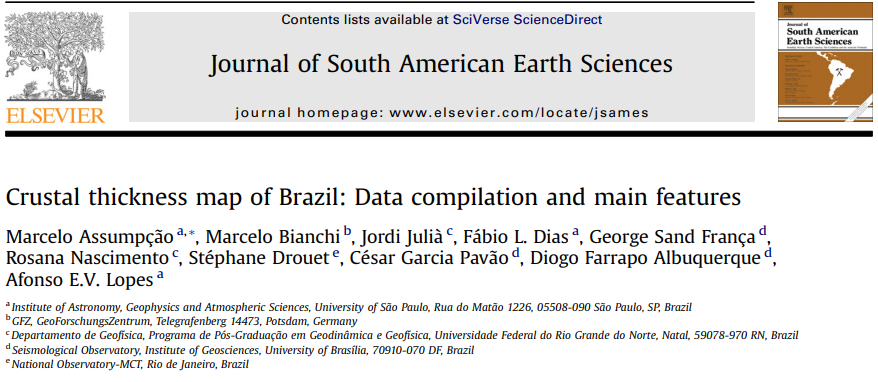 Contents lists available at SciVerse ScienceDirect
Journal of South American Earth Sciences
journal homepage: www.elsevier.com/locate/jsames
ELSEVIER
Journal of
South American
Earth Sciences
Crustal thickness map of Brazil: Data compilation and main features
Marcelo Assumpção a,*, Marcelo Bianchi b, Jordi Julià c, Fábio L. Dias a, George Sand França d,
Rosana Nascimento c, Stéphane Drouet e, César Garcia Pavão d, Diogo Farrapo Albuquerque d,
Afonso E.V. Lopes a
a Institute of Astronomy, Geophysics and Atmospheric Sciences, University of São Paulo, Rua do Matão 1226, 05508-090 São Paulo, SP, Brazil
b GFZ, GeoForschungsZentrum, Telegrafenberg 14473, Potsdam, Germany
c Departamento de Geofísica, Programa de Pós-Graduação em Geodinâmica e Geofísica, Universidade Federal do Rio Grande do Norte, Natal, 59078-970 RN, Brazil
d Seismological Observatory, Institute of Geosciences, University of Brasília, 70910-070 DF, Brazil
e National Observatory-MCT, Rio de Janeiro, Brazil